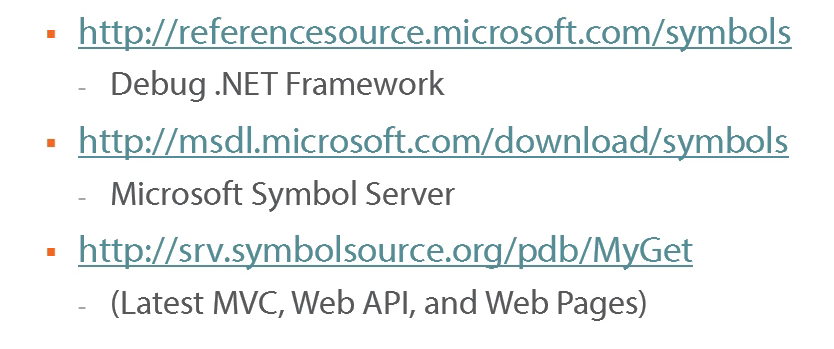 ▪ http://referencesource.microsoft.com/symbols
- Debug .NET Framework
▪ http://msdl.microsoft.com/download/symbols
- Microsoft Symbol Server
▪ http://srv.symbolsource.org/pdb/MyGet
- (Latest MVC, Web API, and Web Pages)